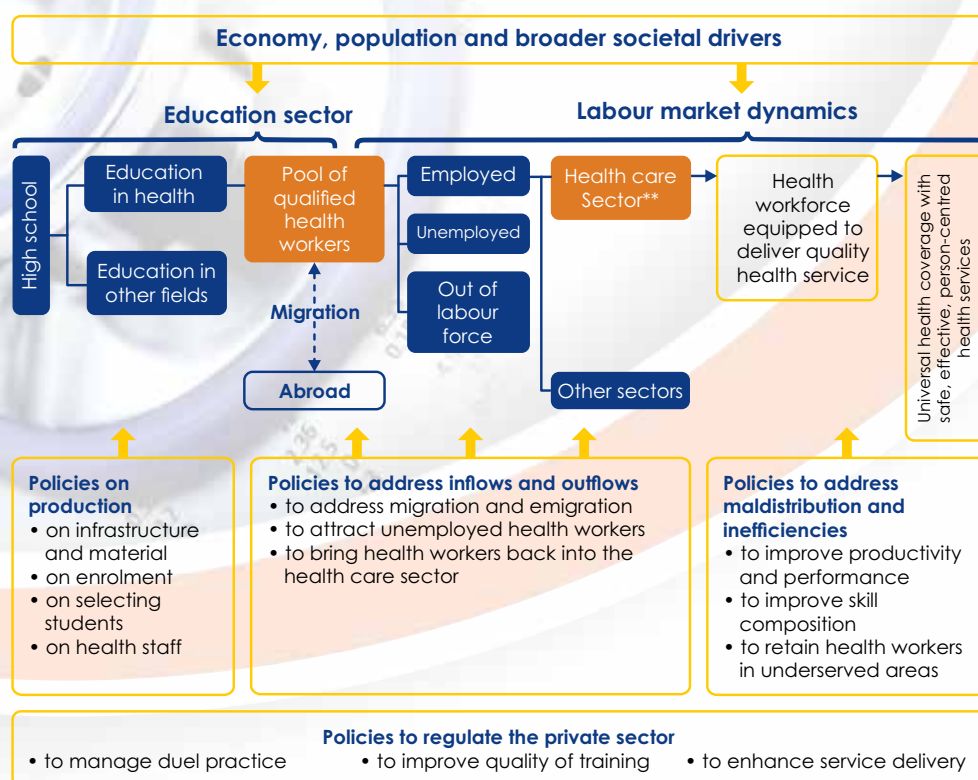 Economy, population and broader societal drivers
Education sector
Labour market dynamics
High school
Education
in health
Education in
other fields
Pool of
qualified
health
workers
Migration
Abroad
Employed
Unemployed
Out of
labour
force
Health care
Sector**
Other sectors
Health
workforce
equipped to
deliver quality
health service
Universal health coverage with
safe, effective, person-centred
health services
Policies on
production
• on infrastructure
and material
• on enrolment
• on selecting
students
• on health staff
Policies to address inflows and outflows
• to address migration and emigration
• to attract unemployed health workers
• to bring health workers back into the
health care sector
Policies to address
maldistribution and
inefficiencies
• to improve productivity
and performance
• to improve skill
composition
• to retain health workers
in underserved areas
Policies to regulate the private sector
• to manage duel practice
• to improve quality of training
• to enhance service delivery